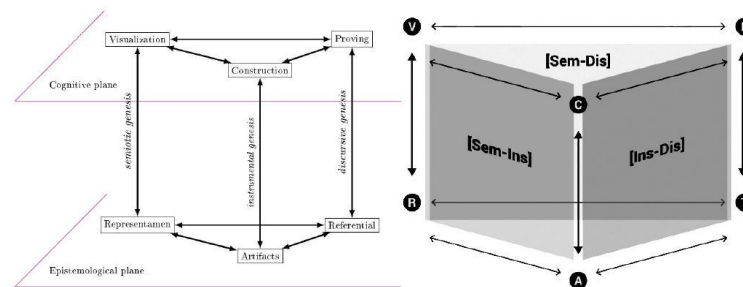 Visualization
Proving
Construction
Cognitive plane
semiotic genesis
instrumental genesis
discursive genesis
Representamen
Referential
Artifacts
Epistemological plane
V
[Sem-Dis]
C
[Sem-Ins]
[Ins-Dis]
R
A